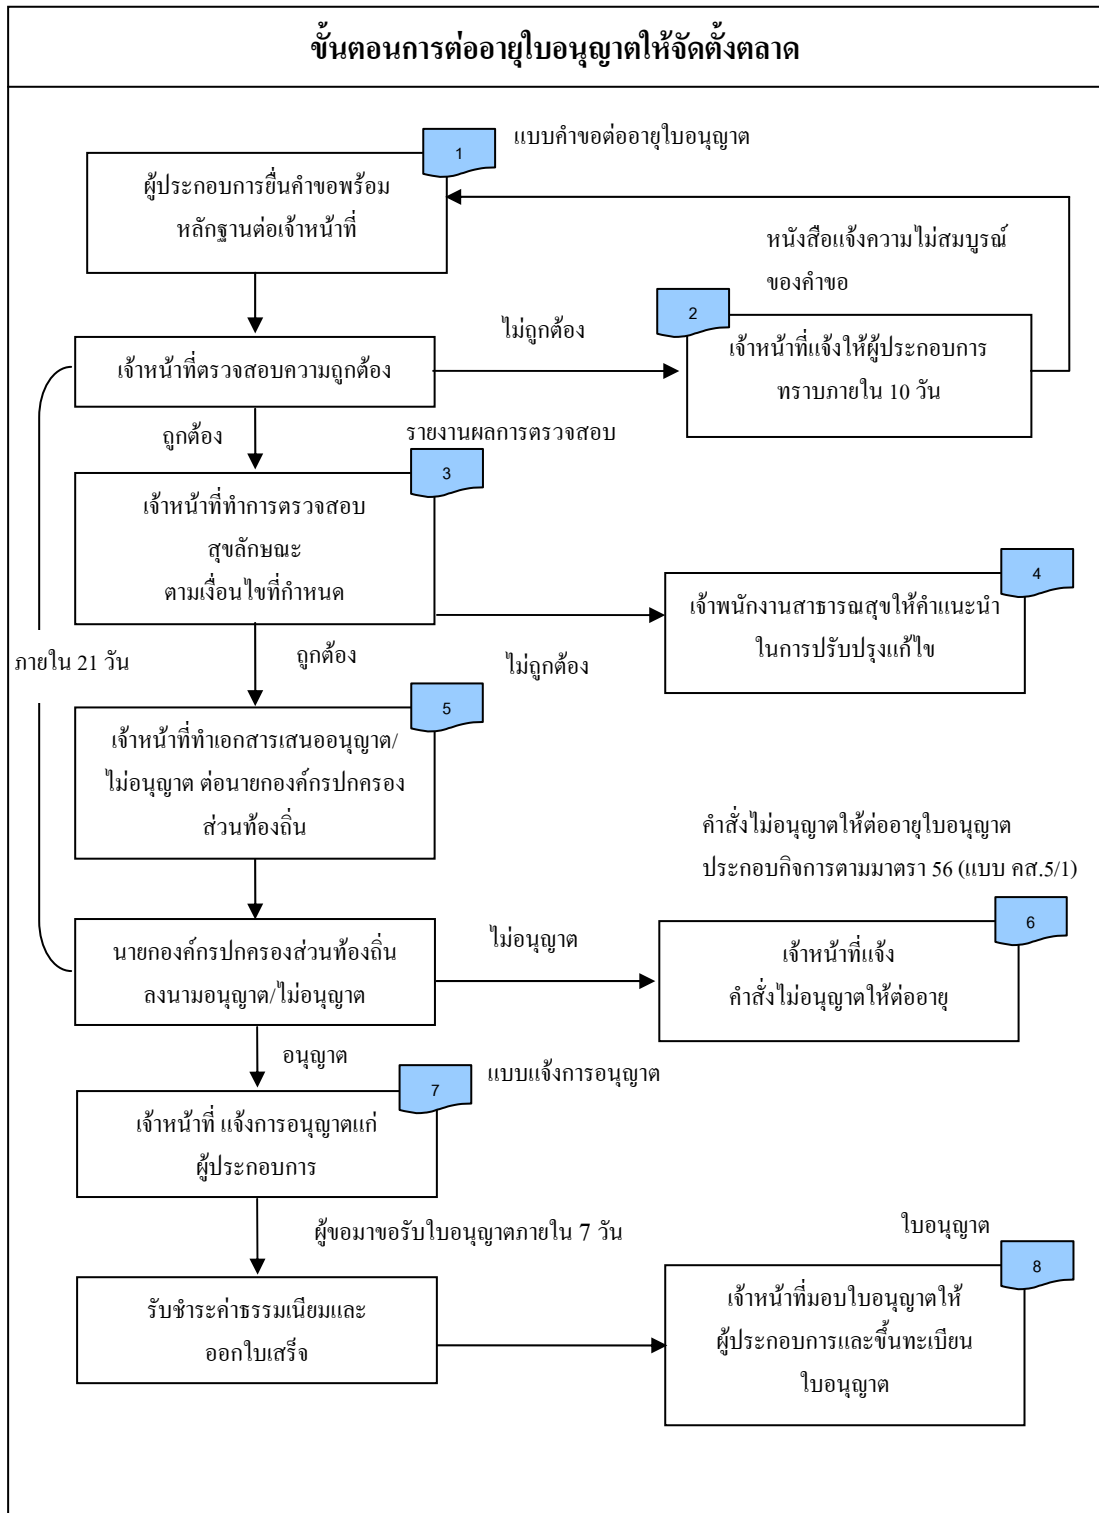 ขั้นตอนการต่ออายุใบอนุญาตให้จัดตั้งตลาด
1
แบบคำขอต่ออายุใบอนุญาต
ผู้ประกอบการยื่นคำขอพร้อม
หลักฐานต่อเจ้าหน้าที่
หนังสือแจ้งความไม่สมบูรณ์
ของคำขอ
ไม่ถูกต้อง
2
เจ้าหน้าที่ตรวจสอบความถูกต้อง
เจ้าหน้าที่แจ้งให้ผู้ประกอบการ
ทราบภายใน 10 วัน
ถูกต้อง
รายงานผลการตรวจสอบ
3
เจ้าหน้าที่ทำการตรวจสอบ
สุขลักษณะ
ตามเงื่อนไขที่กำหนด
4
เจ้าพนักงานสาธารณสุขให้คำแนะนำ
ในการปรับปรุงแก้ไข
ภายใน 21 วัน
ถูกต้อง
ไม่ถูกต้อง
5
เจ้าหน้าที่ทำเอกสารเสนออนุญาต/
ไม่อนุญาต ต่อนายกองค์กรปกครอง
ส่วนท้องถิ่น
คำสั่งไม่อนุญาตให้ต่ออายุใบอนุญาต
ประกอบกิจการตามมาตรา 56 (แบบ คส.5/1)
นายกองค์กรปกครองส่วนท้องถิ่น
ลงนามอนุญาต/ไม่อนุญาต
ไม่อนุญาต
6
เจ้าหน้าที่แจ้ง
คำสั่งไม่อนุญาตให้ต่ออายุ
อนุญาต
7
แบบแจ้งการอนุญาต
เจ้าหน้าที่ แจ้งการอนุญาตแก่
ผู้ประกอบการ
ผู้ขอมาขอรับใบอนุญาตภายใน 7 วัน
ใบอนุญาต
8
รับชำระค่าธรรมเนียมและ
ออกใบเสร็จ
เจ้าหน้าที่มอบใบอนุญาตให้
ผู้ประกอบการและขึ้นทะเบียน
ใบอนุญาต